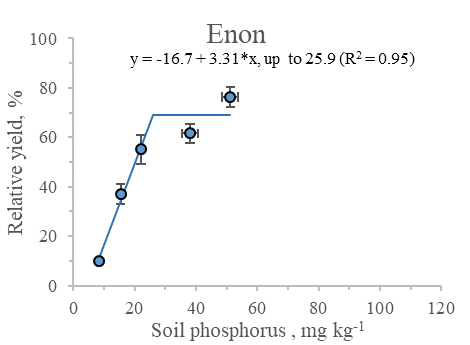 Enon
y = -16.7 + 3.31*x, up to 25.9 (R² = 0.95)
100
80
60
40
20
0
Relative yield, %
0 20 40 60 80 100 120
Soil phosphorus , mg kg⁻¹